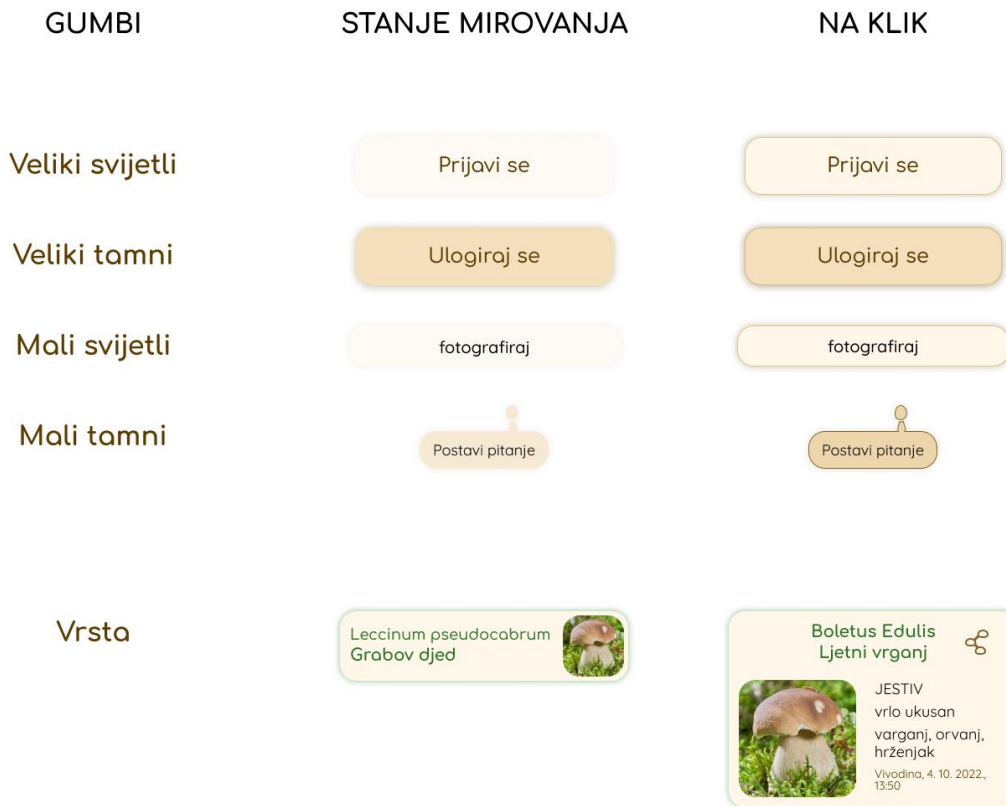 GUMBI
STANJE MIROVANJA
NA KLIK
Veliki svijetli
Prijavi se
Prijavi se
Veliki tamni
Ulogiraj se
Ulogiraj se
Mali svijetli
fotografiraj
fotografiraj
Mali tamni
Postavi pitanje
Postavi pitanje
Vrsta
Leccinum pseudocabrum
Grabov djed
Boletus Edulis
Ljetni vrganj
JESTIV
vrlo ukusan
varganj, orvanj,
hrženjak
Vivodina, 4. 10. 2022.,
13:50